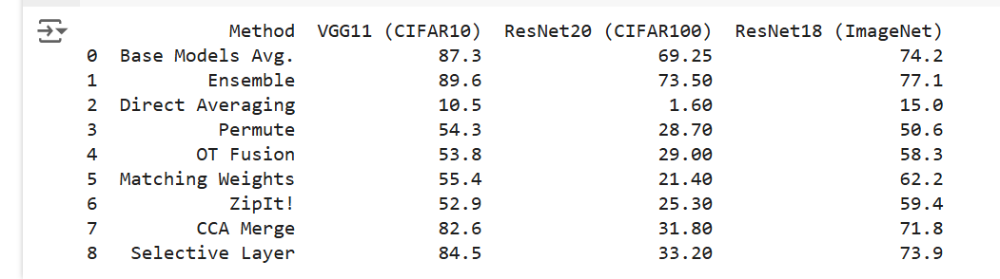 Method VGG11 (CIFAR10) ResNet20 (CIFAR100) ResNet18 (ImageNet)
0 Base Models Avg. 87.3 69.25 74.2
1 Ensemble 89.6 73.50 77.1
2 Direct Averaging 10.5 1.60 15.0
3 Permute 54.3 28.70 50.6
4 OT Fusion 53.8 29.00 58.3
5 Matching Weights 55.4 21.40 62.2
6 ZipIt! 52.9 25.30 59.4
7 CCA Merge 82.6 31.80 71.8
8 Selective Layer 84.5 33.20 73.9